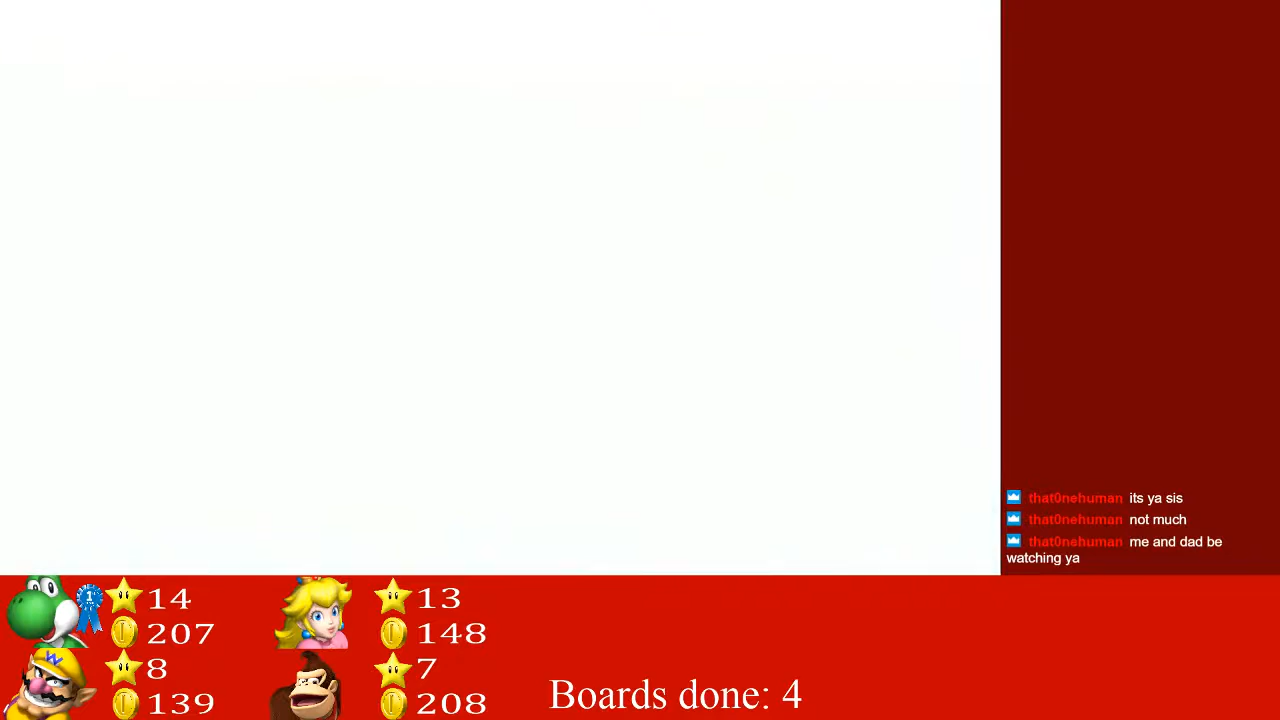 that0nehuman its ya sis
that0nehuman not much
that0nehuman me and dad be
watching ya
1 14 13
207 148
W 8 7
139 208
Boards done: 4